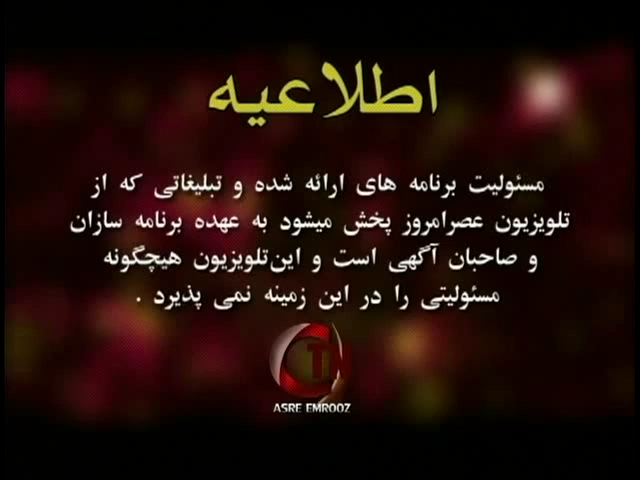 اطلاعیه
مسئولیت برنامه های ارائه شده و تبلیغاتی که از
تلویزیون عصرامروز پخش میشود به عهده برنامه سازان
و صاحبان آگهی است و این‌تلویزیون هیچگونه
مسئولیتی را در این زمینه نمی پذیرد .
TN
ASRE EMROOZ